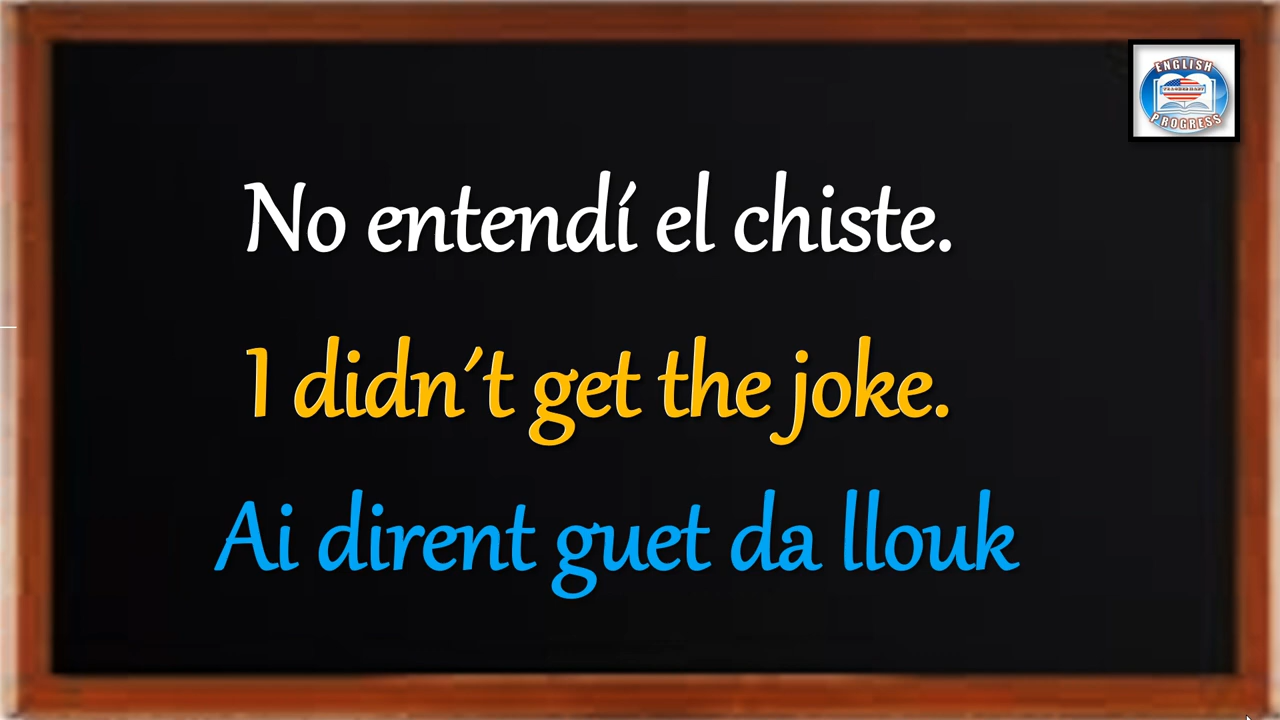 ENGLISH
PROGRESS
No entendí el chiste.
I didn´t get the joke.
Ai dirent guet da llouk